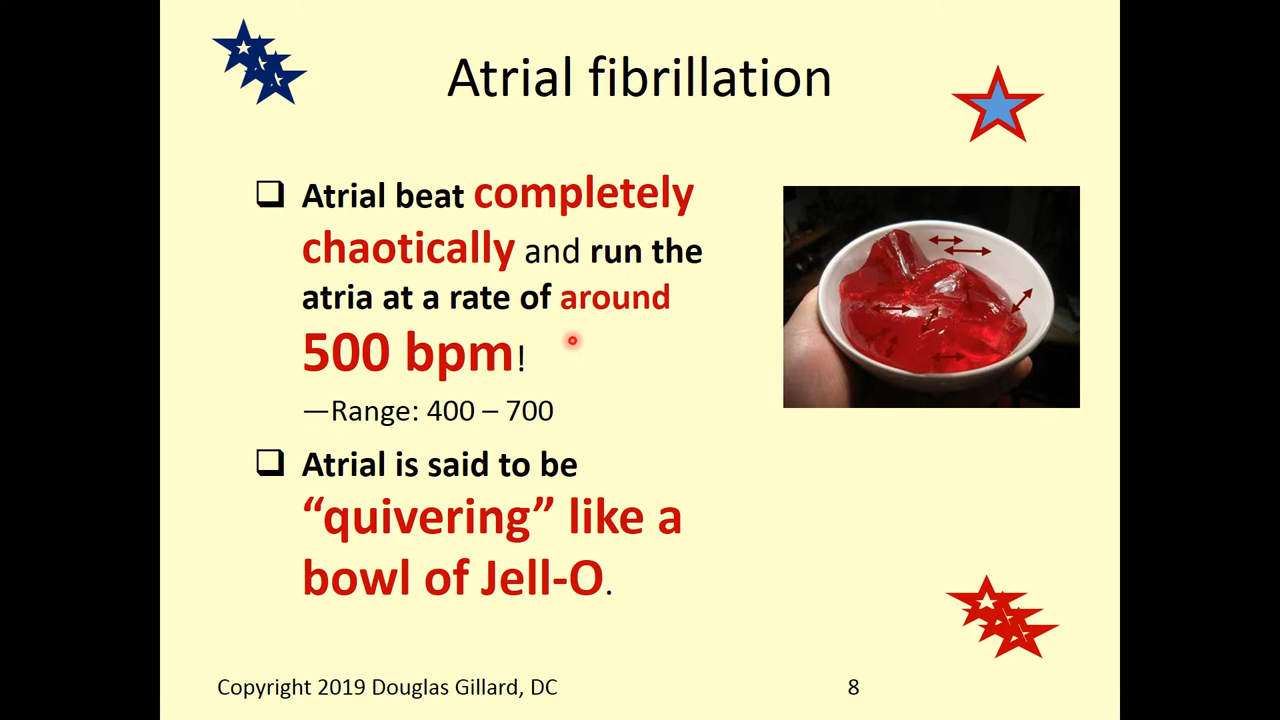 Atrial fibrillation
❑ Atrial beat completely
chaotically and run the
atria at a rate of around
500 bpm!
—Range: 400 – 700
❑ Atrial is said to be
“quivering” like a
bowl of Jell-O.
Copyright 2019 Douglas Gillard, DC
8